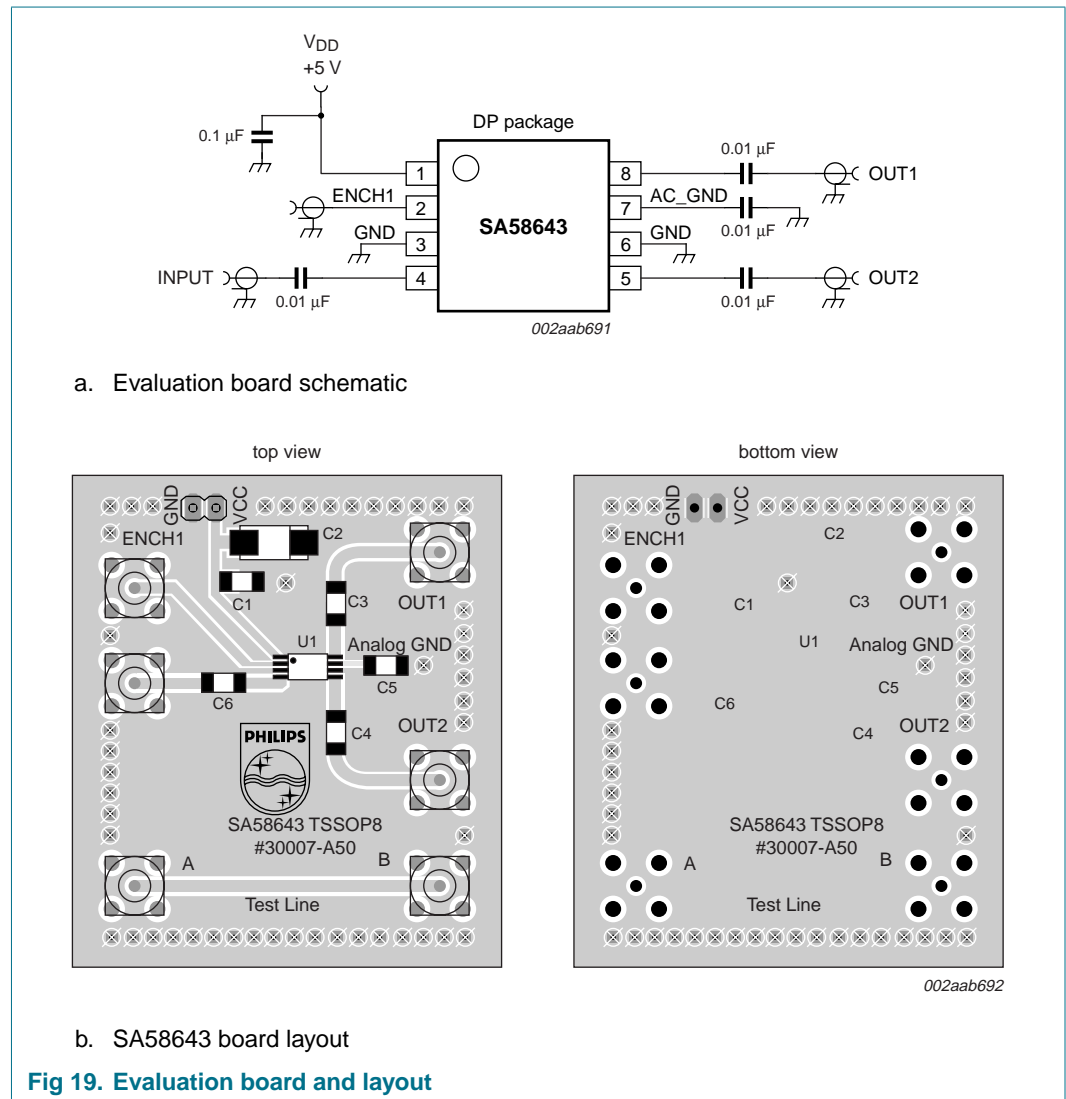 VDD
+5 V
0.1 μF
DP package
0.01 μF
1
8
OUT1
ENCH1
2
7
AC_GND
SA58643
0.01 μF
GND
3
6
GND
INPUT
4
5
OUT2
0.01 μF
0.01 μF
002aab691
a. Evaluation board schematic
top view
GND
VCC
ENCH1
C2
C1
C3
OUT1
U1
Analog GND
C5
C6
C4
OUT2
PHILIPS
SA58643 TSSOP8
#30007-A50
A
B
Test Line
bottom view
GND
VCC
ENCH1
C2
C1
C3
OUT1
U1
Analog GND
C5
C6
C4
OUT2
SA58643 TSSOP8
#30007-A50
A
B
Test Line
002aab692
b. SA58643 board layout
Fig 19. Evaluation board and layout